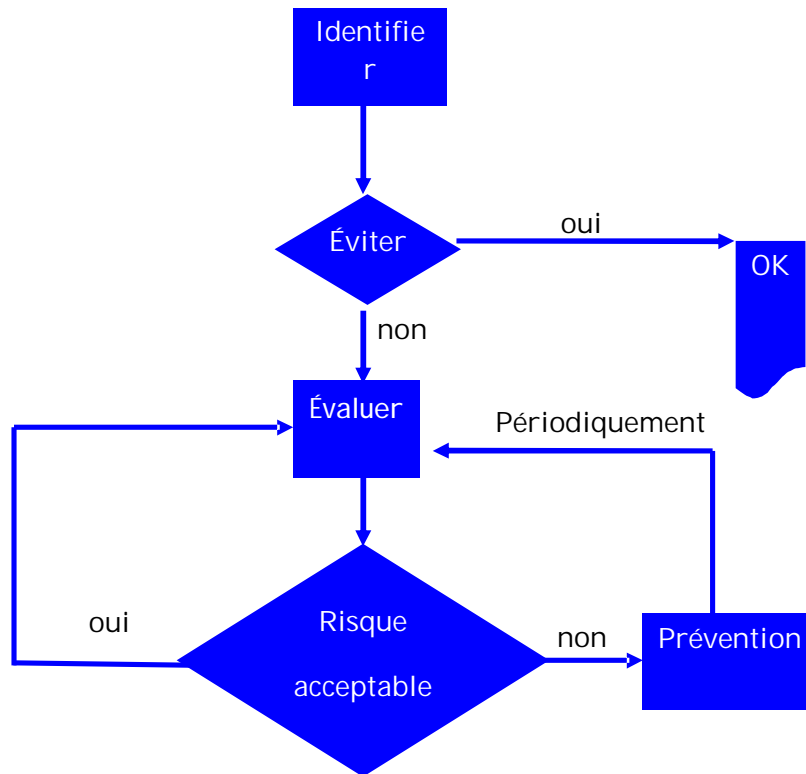 Identifie
r
Éviter
oui
OK
non
Évaluer
Périodiquement
oui
Risque
acceptable
non
Prévention